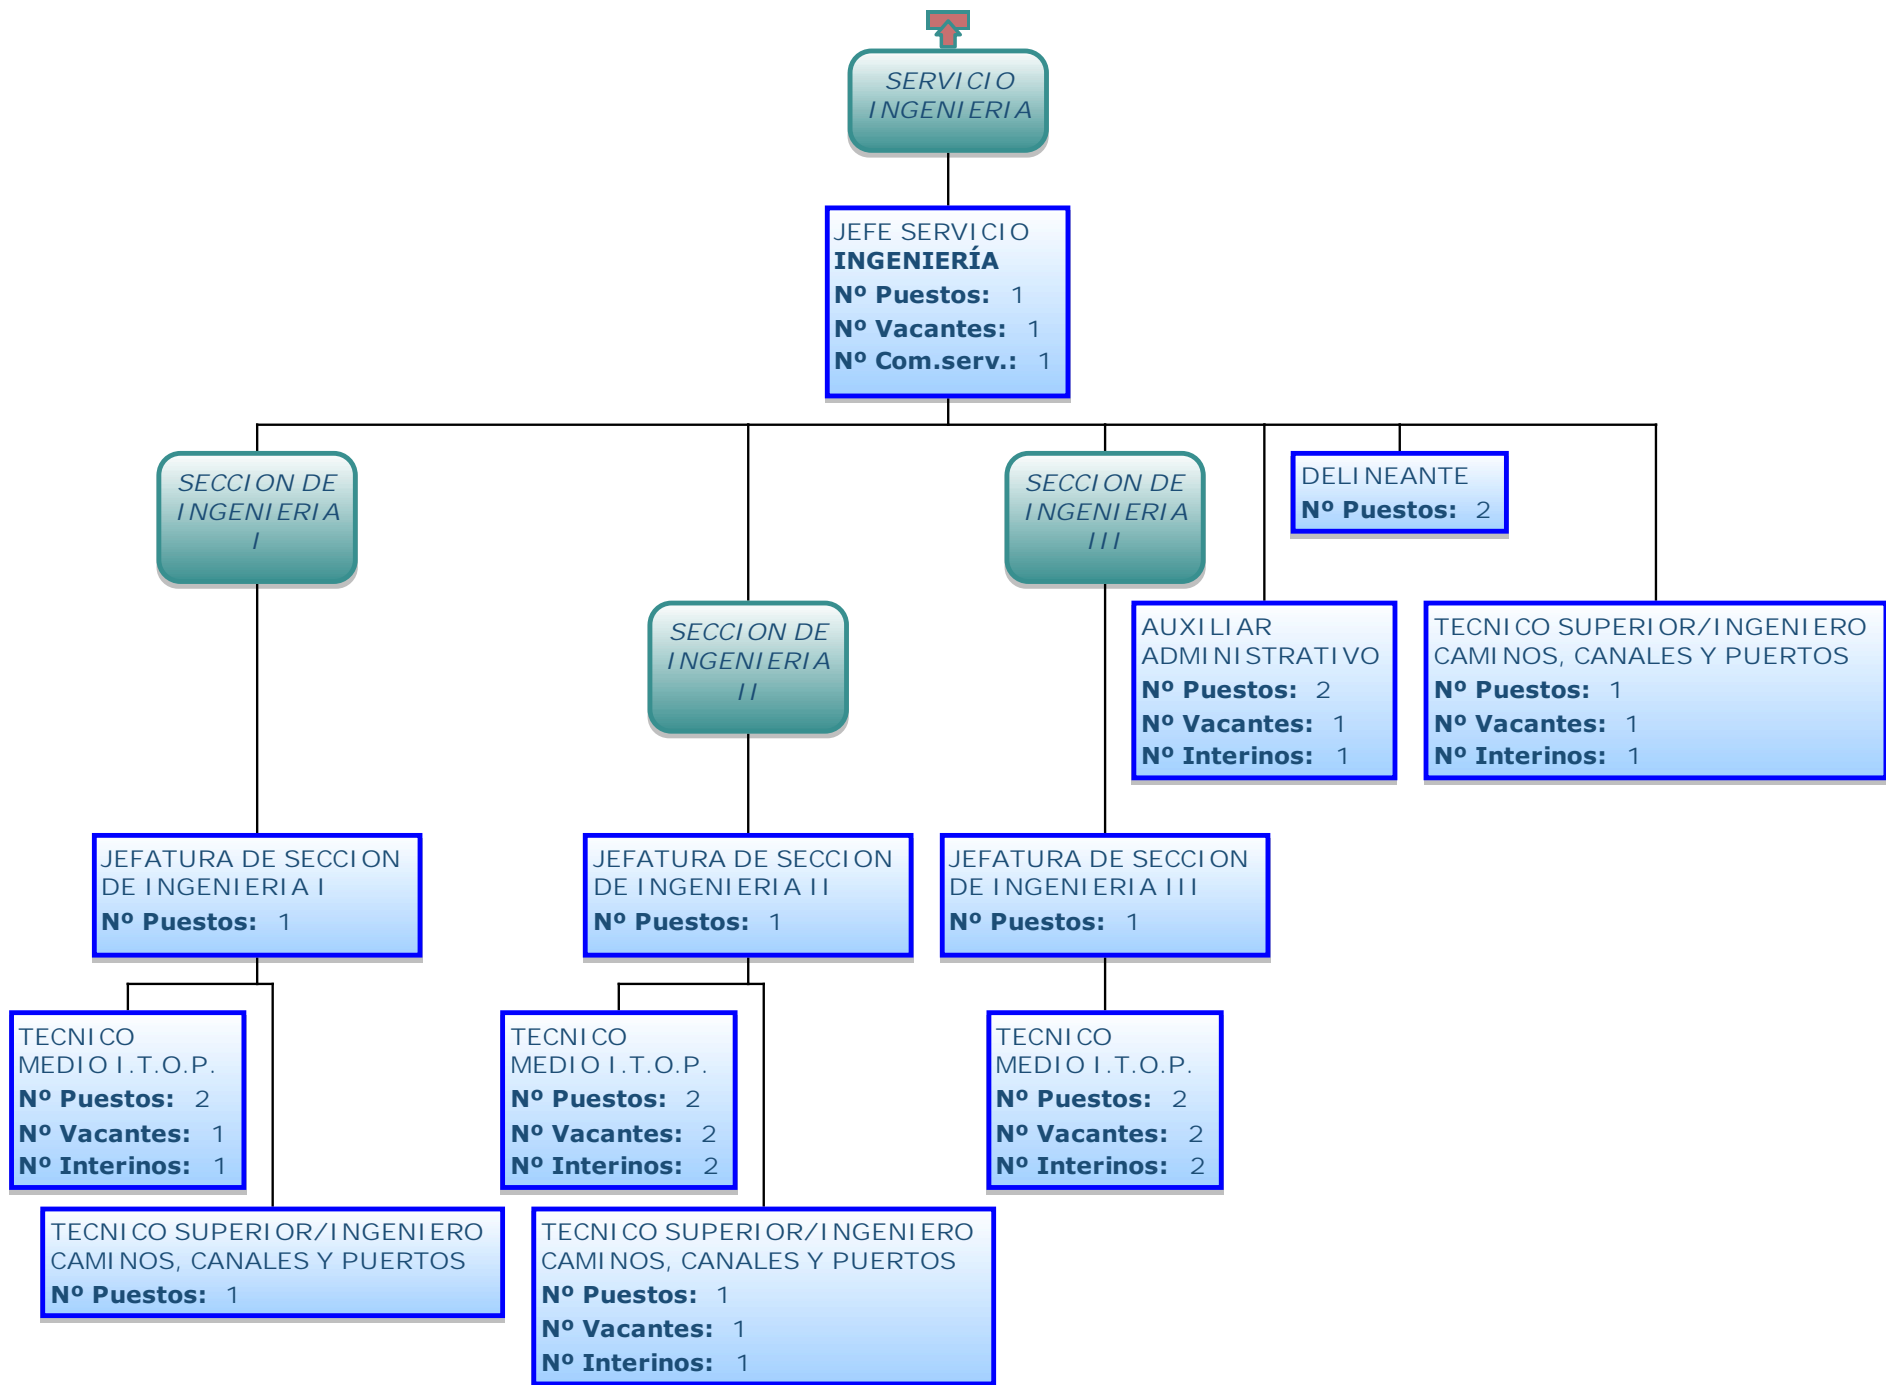 SERVICIO
INGENIERIA
JEFE SERVICIO
INGENIERÍA
Nº Puestos: 1
Nº Vacantes: 1
Nº Com.serv.: 1
SECCION DE
INGENIERIA
I
SECCION DE
INGENIERIA
II
SECCION DE
INGENIERIA
III
DELINEANTE
Nº Puestos: 2
AUXILIAR
ADMINISTRATIVO
Nº Puestos: 2
Nº Vacantes: 1
Nº Interinos: 1
TECNICO SUPERIOR/INGENIERO
CAMINOS, CANALES Y PUERTOS
Nº Puestos: 1
Nº Vacantes: 1
Nº Interinos: 1
JEFATURA DE SECCION
DE INGENIERIA I
Nº Puestos: 1
JEFATURA DE SECCION
DE INGENIERIA II
Nº Puestos: 1
JEFATURA DE SECCION
DE INGENIERIA III
Nº Puestos: 1
TECNICO
MEDIO I.T.O.P.
Nº Puestos: 2
Nº Vacantes: 1
Nº Interinos: 1
TECNICO
MEDIO I.T.O.P.
Nº Puestos: 2
Nº Vacantes: 2
Nº Interinos: 2
TECNICO
MEDIO I.T.O.P.
Nº Puestos: 2
Nº Vacantes: 2
Nº Interinos: 2
TECNICO SUPERIOR/INGENIERO
CAMINOS, CANALES Y PUERTOS
Nº Puestos: 1
TECNICO SUPERIOR/INGENIERO
CAMINOS, CANALES Y PUERTOS
Nº Puestos: 1
Nº Vacantes: 1
Nº Interinos: 1